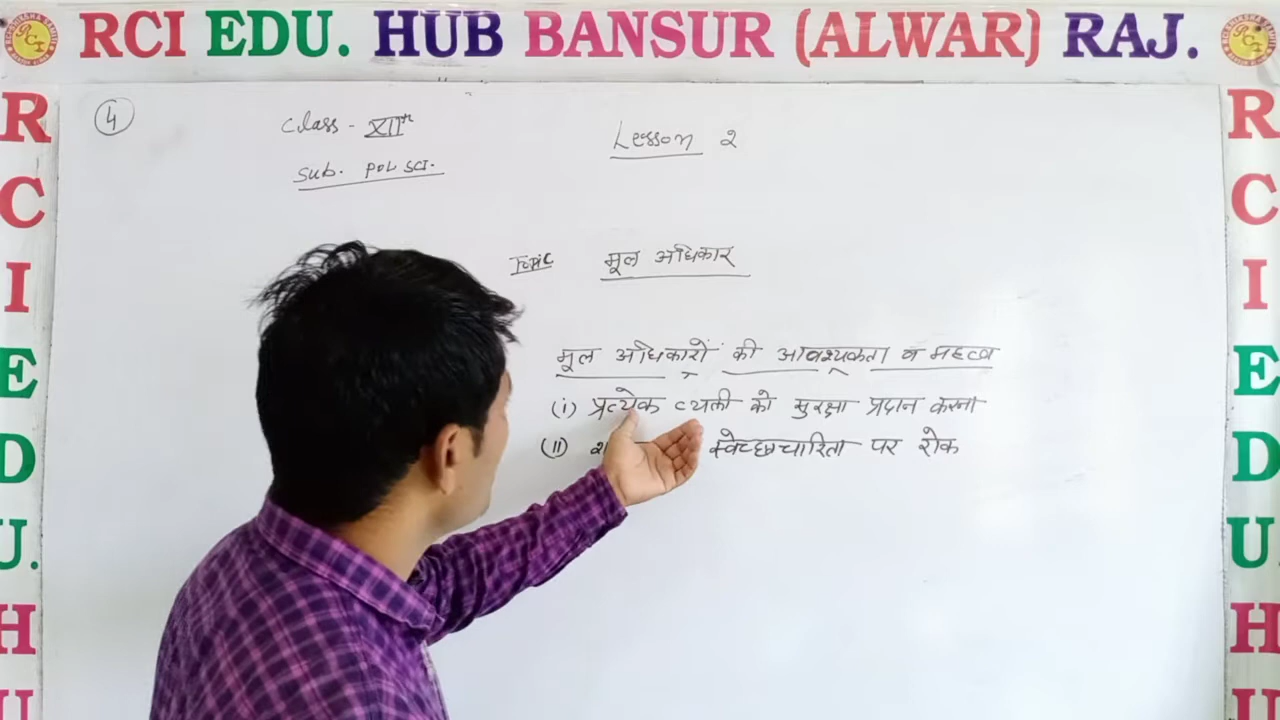 RCI EDU. HUB BANSUR (ALWAR) RAJ.
R C I E D U. H U
4
Class - XIIth
Sub. POL SCI.
Lesson 2
Topic मूल अधिकार
मूल अधिकारों की आवश्यकता व महत्व
(i) प्रत्येक व्यक्ती को सुरक्षा प्रदान करना
(ii) स्वेच्छाचारिता पर रोक
R C I E D U. H U